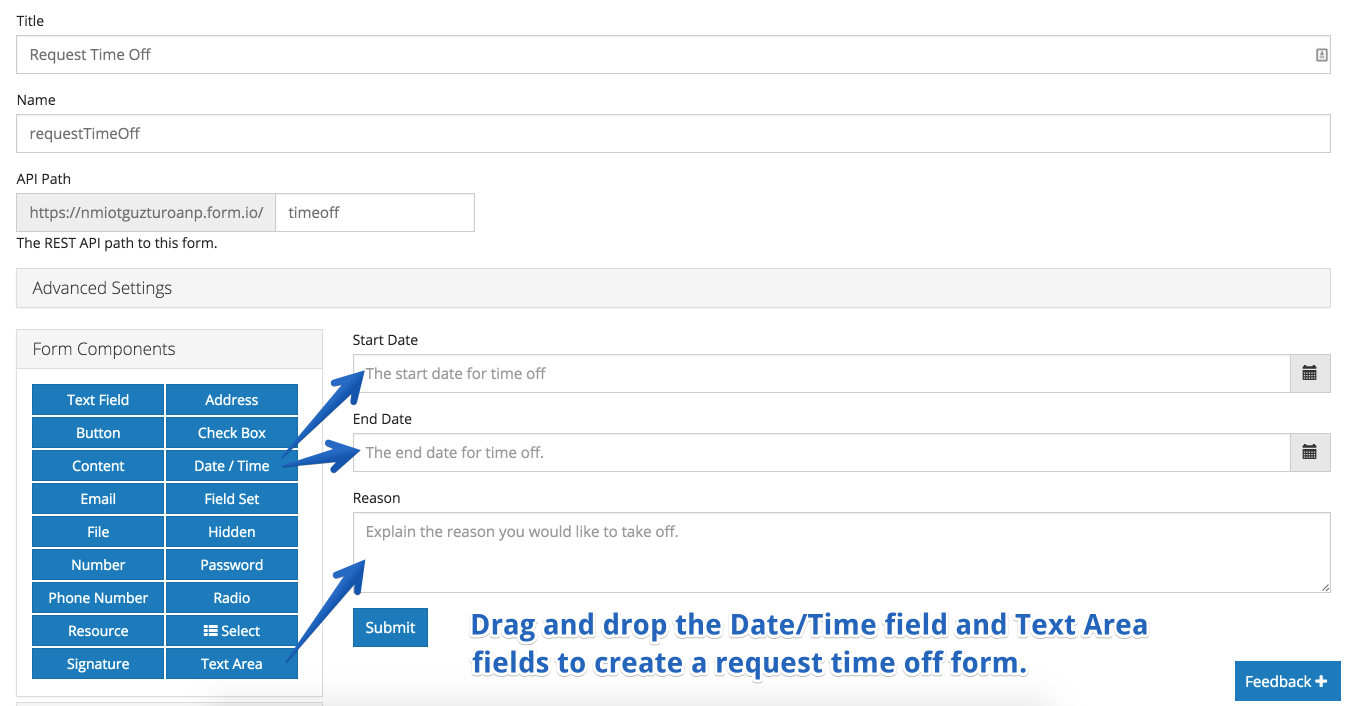 Title
Request Time Off
Name
requestTimeOff
API Path
https://nmiotguzturoanp.form.io/ timeoff
The REST API path to this form.
Advanced Settings
Form Components
Text Field Address
Button Check Box
Content Date / Time
Email Field Set
File Hidden
Number Password
Phone Number Radio
Resource Select
Signature Text Area
Start Date
The start date for time off
End Date
The end date for time off.
Reason
Explain the reason you would like to take off.
Submit
Drag and drop the Date/Time field and Text Area
fields to create a request time off form.
Feedback +